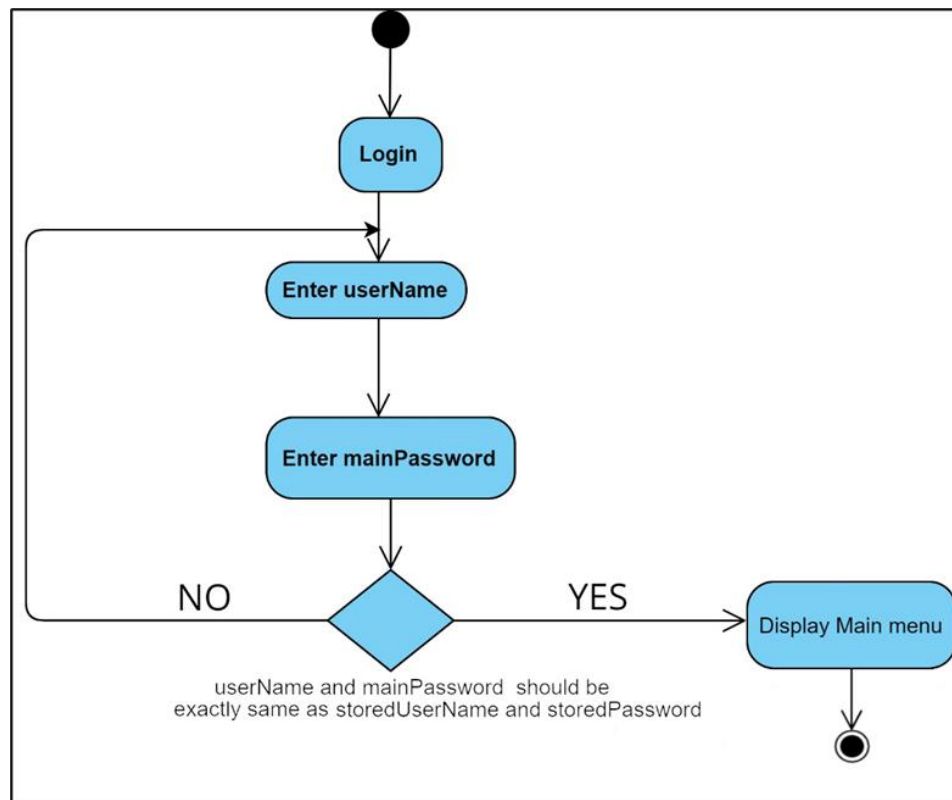 Login
Enter userName
Enter mainPassword
NO
YES
Display Main menu
userName and mainPassword should be
exactly same as storedUserName and storedPassword